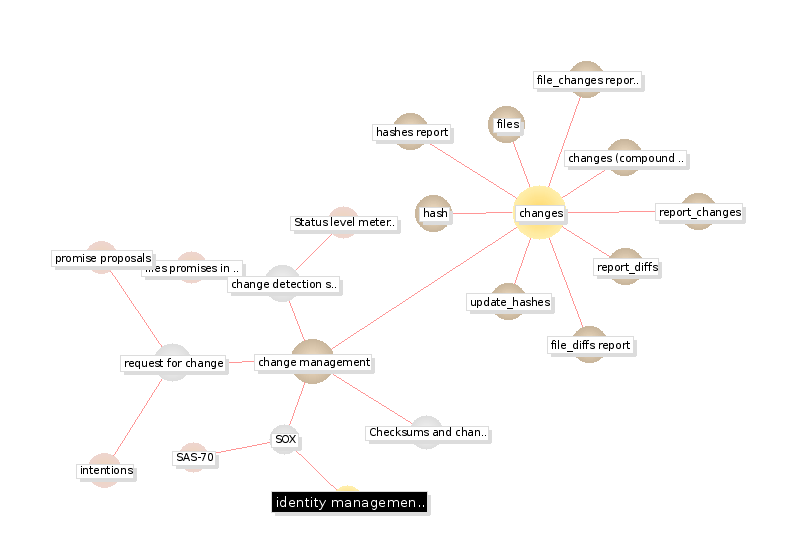 file_changes repor..
files
hashes report
changes (compound ..
hash
changes
report_changes
Status level meter..
promise proposals
promises in ..
report_diffs
change detection s..
update_hashes
file_diffs report
request for change
change management
Checksums and chan..
SOX
SAS-70
intentions
identity managemen..